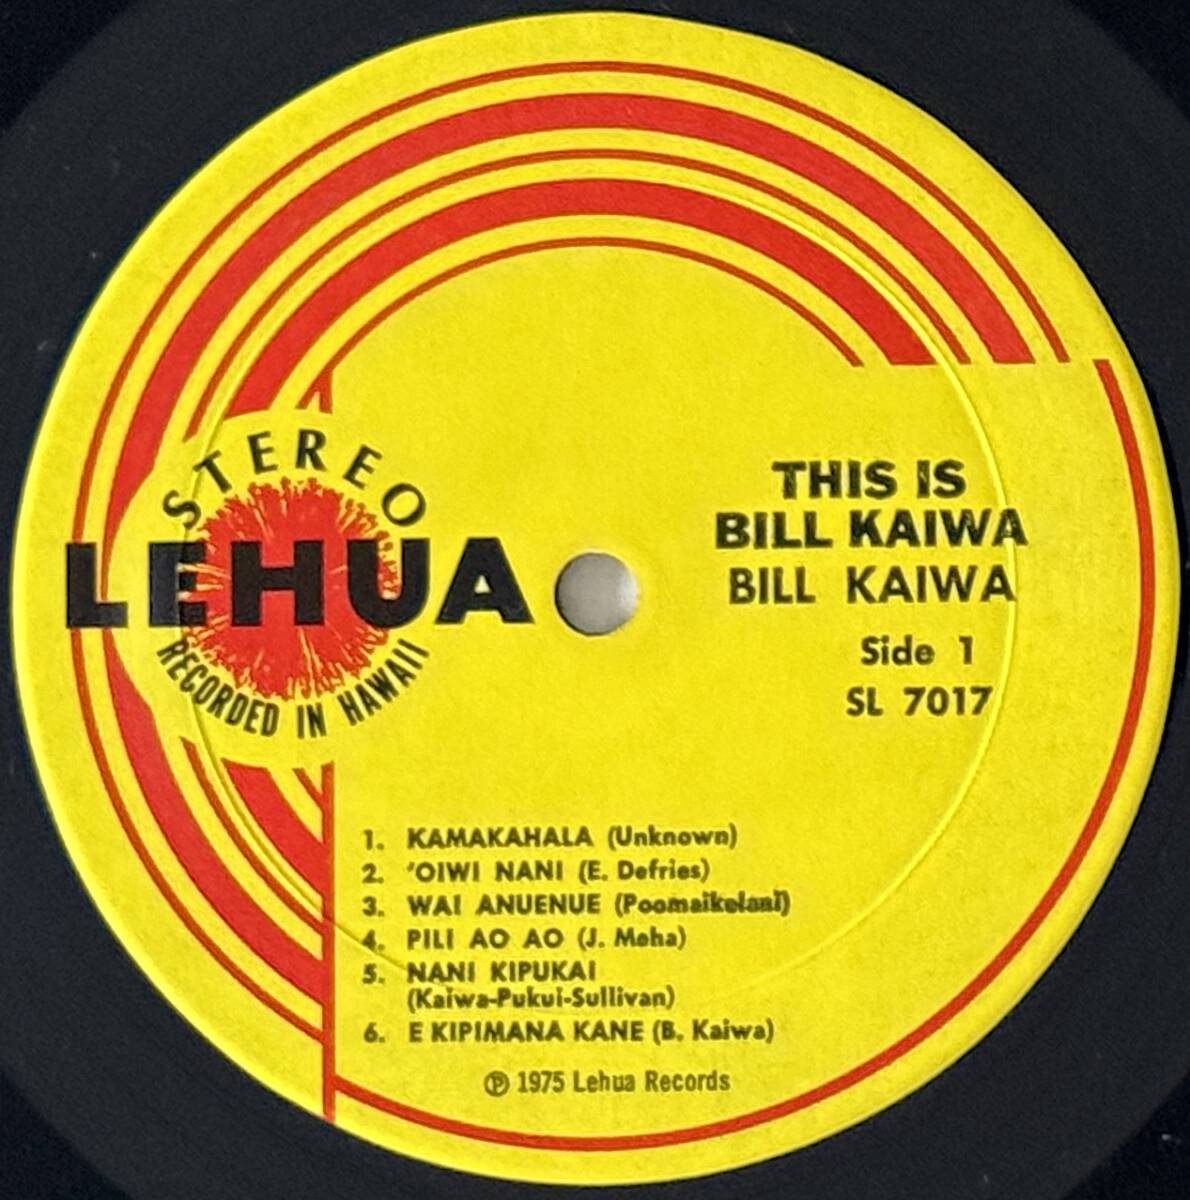 STEREO
LEHUA
RECORDED IN HAWAII
THIS IS
BILL KAIWA
BILL KAIWA
Side 1
SL 7017
1. KAMAKAHALA (Unknown)
2. 'OIWI NANI (E. Defries)
3. WAI ANUENUE (Poomaikelani)
4. PILI AO AO (J. Meha)
5. NANI KIPUKAI
(Kaiwa-Pukui-Sullivan)
6. E KIPIMANA KANE (B. Kaiwa)
℗ 1975 Lehua Records